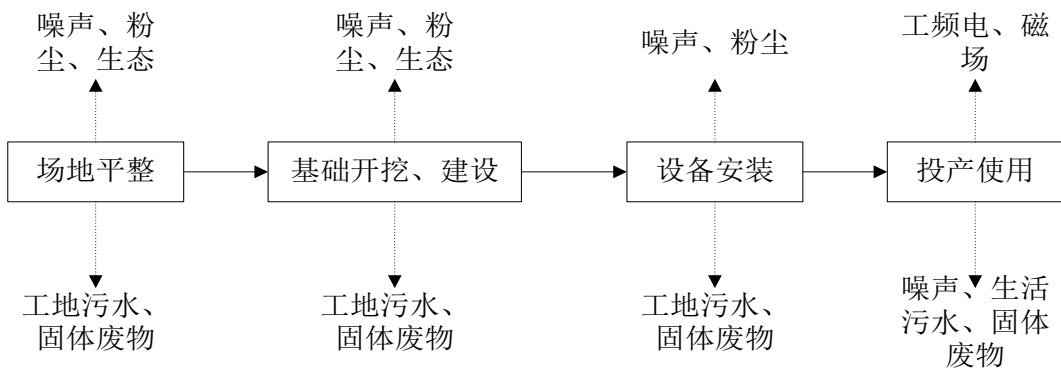 噪声、粉
尘、生态
噪声、粉
尘、生态
噪声、粉尘
工频电、磁
场
场地平整
基础开挖、建设
设备安装
投产使用
工地污水、
固体废物
工地污水、
固体废物
工地污水、
固体废物
噪声、生活
污水、固体
废物